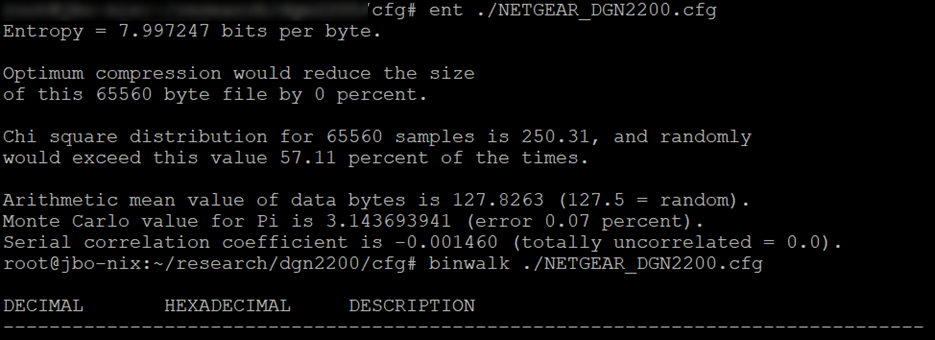 /cfg# ent ./NETGEAR_DGN2200.cfg
Entropy = 7.997247 bits per byte.
Optimum compression would reduce the size
of this 65560 byte file by 0 percent.
Chi square distribution for 65560 samples is 250.31, and randomly
would exceed this value 57.11 percent of the times.
Arithmetic mean value of data bytes is 127.8263 (127.5 = random).
Monte Carlo value for Pi is 3.143693941 (error 0.07 percent).
Serial correlation coefficient is -0.001460 (totally uncorrelated = 0.0).
root@jbo-nix:~/research/dgn2200/cfg# binwalk ./NETGEAR_DGN2200.cfg
DECIMAL       HEXADECIMAL     DESCRIPTION
--------------------------------------------------------------------------------